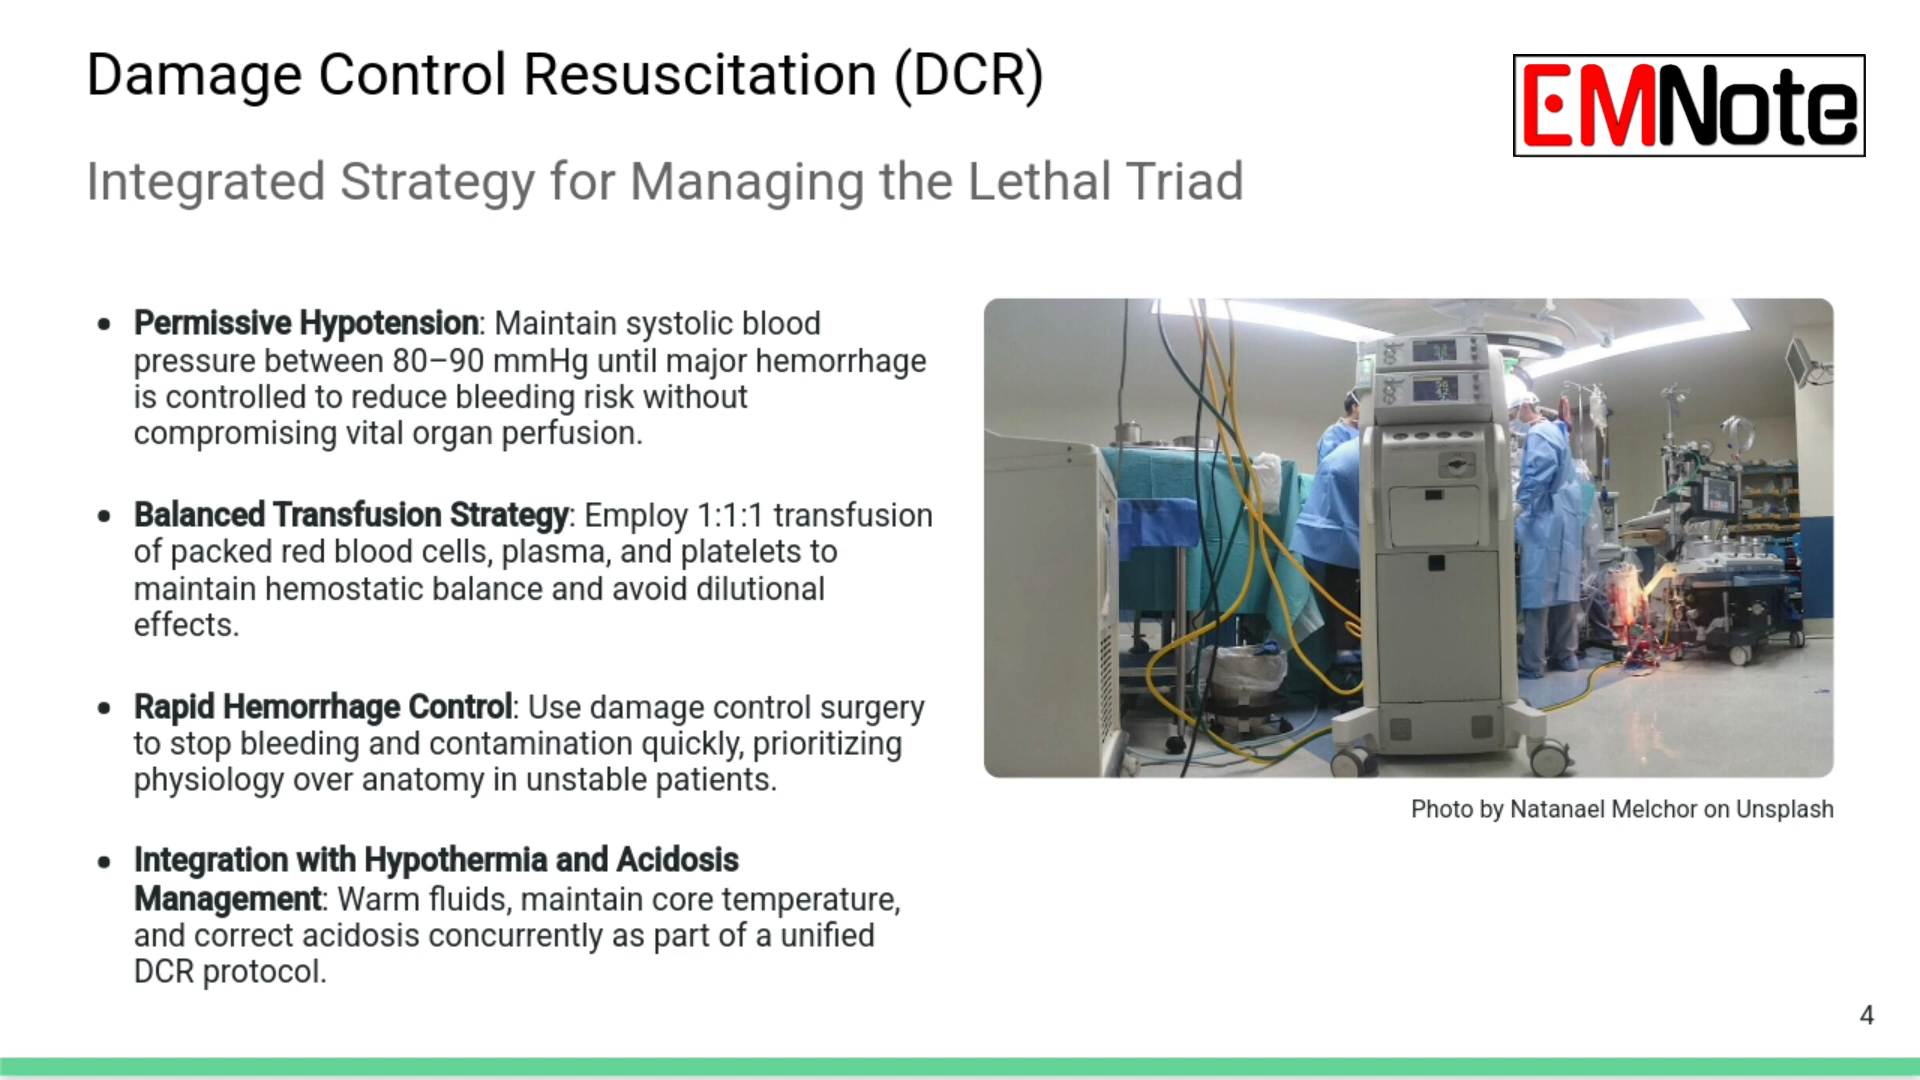 Damage Control Resuscitation (DCR)
EMNote
Integrated Strategy for Managing the Lethal Triad
• Permissive Hypotension: Maintain systolic blood
pressure between 80–90 mmHg until major hemorrhage
is controlled to reduce bleeding risk without
compromising vital organ perfusion.
• Balanced Transfusion Strategy: Employ 1:1:1 transfusion
of packed red blood cells, plasma, and platelets to
maintain hemostatic balance and avoid dilutional
effects.
• Rapid Hemorrhage Control: Use damage control surgery
to stop bleeding and contamination quickly, prioritizing
physiology over anatomy in unstable patients.
• Integration with Hypothermia and Acidosis
Management: Warm fluids, maintain core temperature,
and correct acidosis concurrently as part of a unified
DCR protocol.
Photo by Natanael Melchor on Unsplash
4